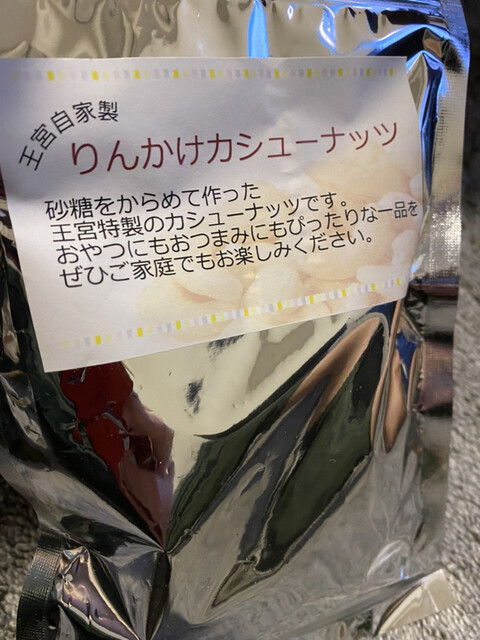 王宮自家製
りんかけカシューナッツ
砂糖をからめて作った
王宮特製のカシューナッツです。
おやつにもおつまみにもぴったりな一品を
ぜひご家庭でもお楽しみください。